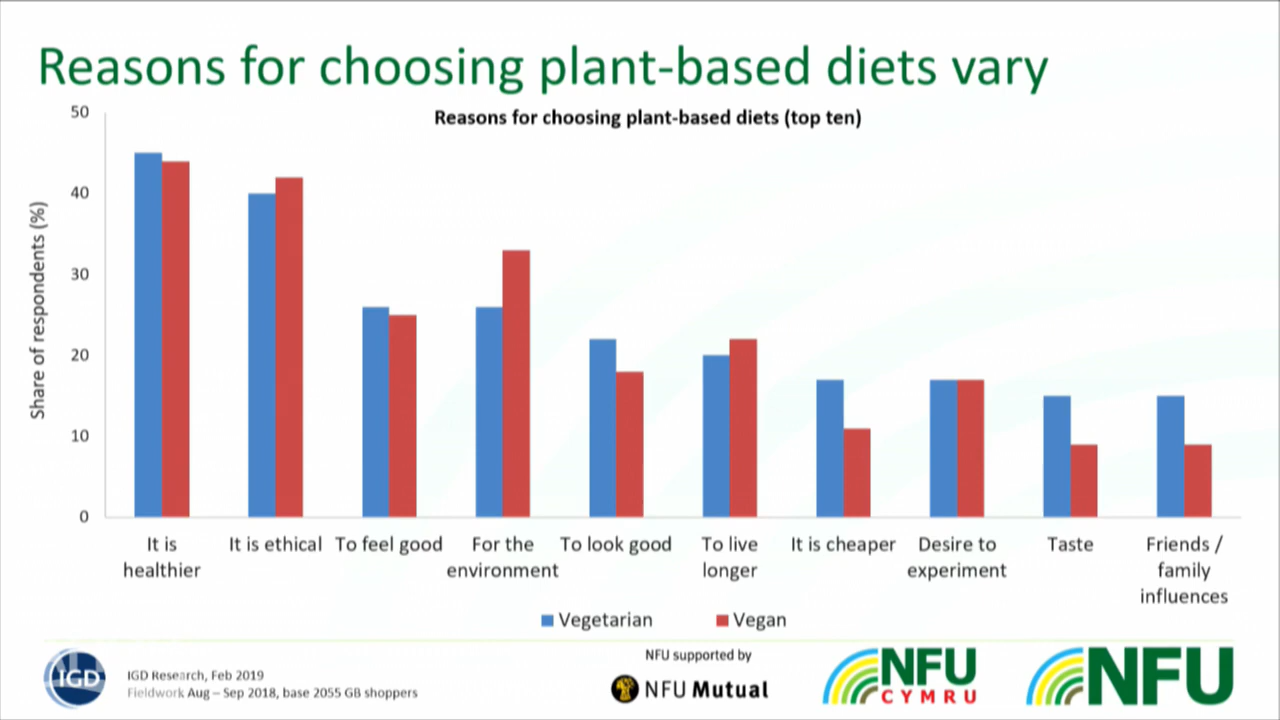 Reasons for choosing plant-based diets vary
Reasons for choosing plant-based diets (top ten)
Share of respondents (%)
50
40
30
20
10
0
It is healthier
It is ethical
To feel good
For the environment
To look good
To live longer
It is cheaper
Desire to experiment
Taste
Friends / family influences
Vegetarian
Vegan
IGD
IGD Research, Feb 2019
Fieldwork Aug – Sep 2018, base 2055 GB shoppers
NFU supported by
NFU Mutual
NFU
CYMRU
NFU